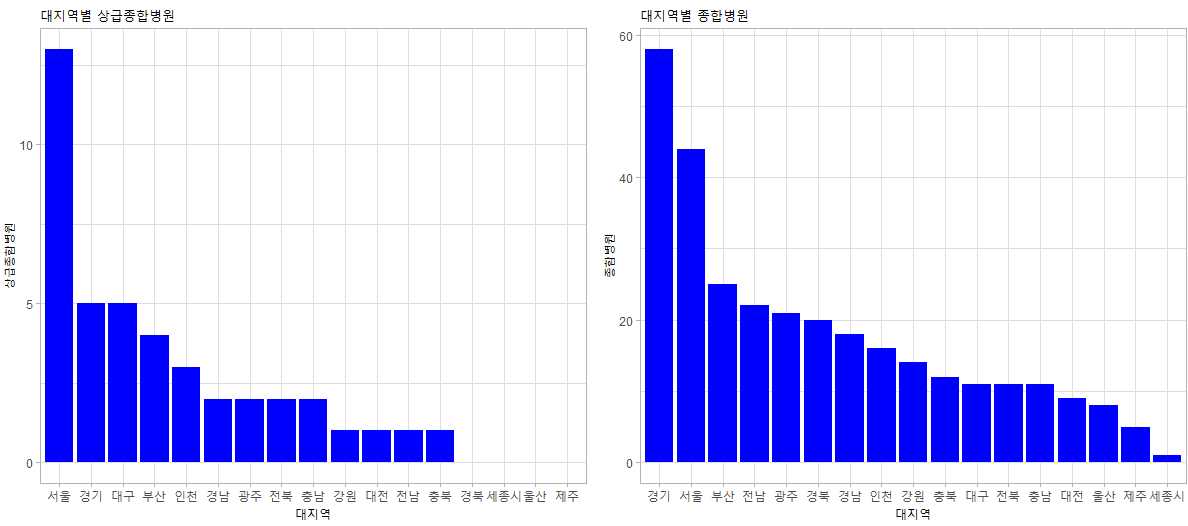 대지역별 상급종합병원
상급종합병원
10
5
0
서울 경기 대구 부산 인천 경남 광주 전북 충남 강원 대전 전남 충북 경북 세종시 울산 제주
대지역
대지역별 종합병원
종합병원
60
40
20
0
경기 서울 부산 전남 광주 경북 경남 인천 강원 충북 대구 전북 충남 대전 울산 제주 세종시
대지역